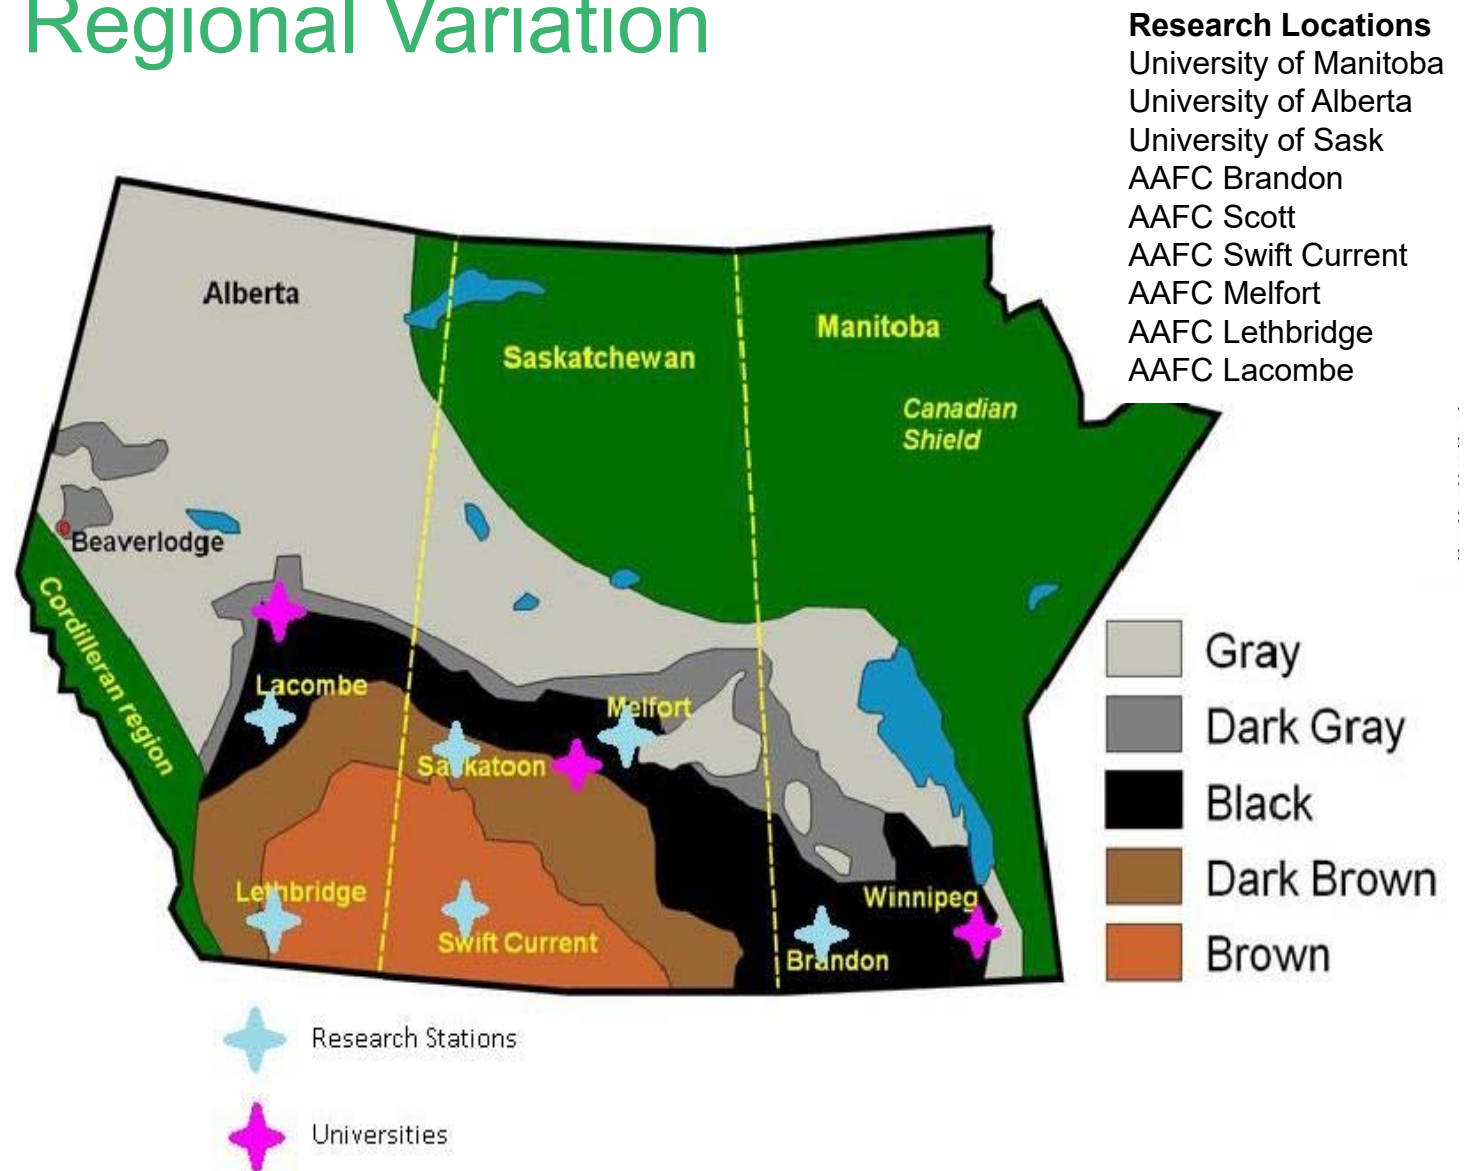 Regional Variation
Research Locations
University of Manitoba
University of Alberta
University of Sask
AAFC Brandon
AAFC Scott
AAFC Swift Current
AAFC Melfort
AAFC Lethbridge
AAFC Lacombe
Alberta
Saskatchewan
Manitoba
Canadian
Shield
Beaverlodge
Cordilleran region
Lacombe
Melfort
Saskatoon
Lethbridge
Swift Current
Winnipeg
Brandon
Gray
Dark Gray
Black
Dark Brown
Brown
Research Stations
Universities